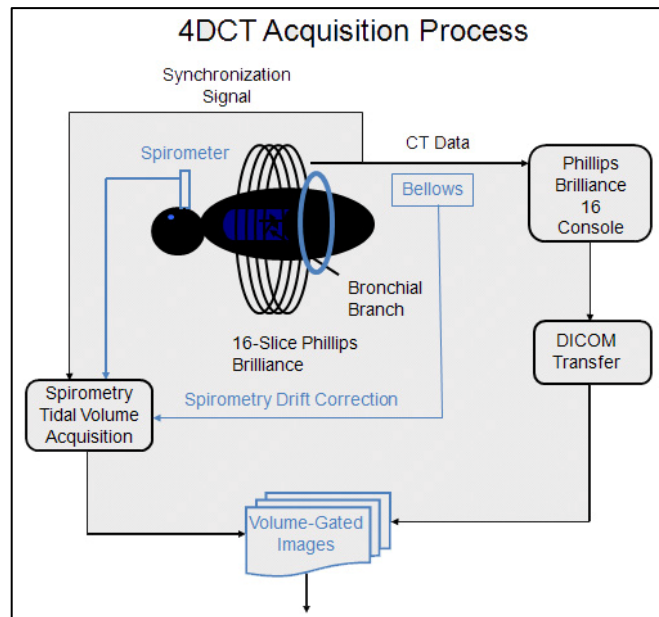 4DCT Acquisition Process
Synchronization
Signal
Spirometer
CT Data
Bellows
Phillips
Brilliance
16
Console
Bronchial
Branch
16-Slice Phillips
Brilliance
DICOM
Transfer
Spirometry
Tidal Volume
Acquisition
Spirometry Drift Correction
Volume-Gated
Images